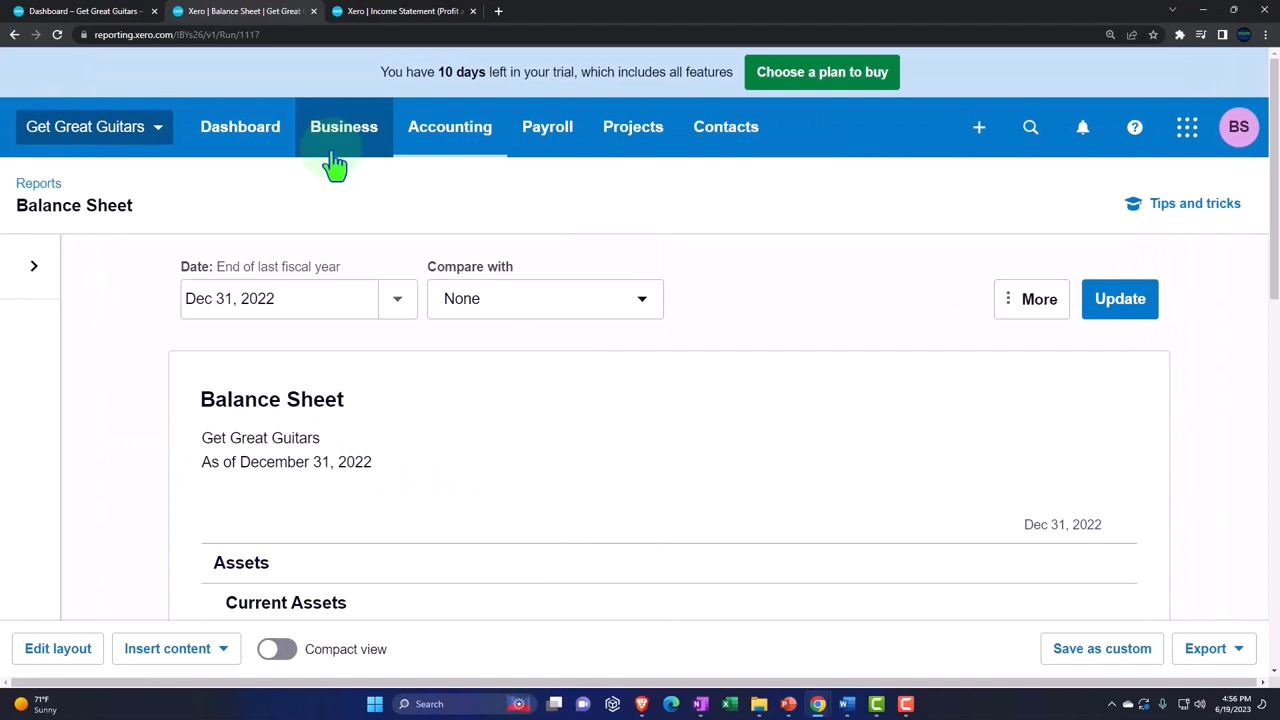 Dashboard – Get Great Guitars –
Xero | Balance Sheet | Get Great
Xero | Income Statement (Profit a
reporting.xero.com/!BYs26/v1/Run/1117
You have 10 days left in your trial, which includes all features
Choose a plan to buy
Get Great Guitars
Dashboard
Business
Accounting
Payroll
Projects
Contacts
BS
Reports
Balance Sheet
Tips and tricks
Date: End of last fiscal year
Compare with
Dec 31, 2022
None
More
Update
Balance Sheet
Get Great Guitars
As of December 31, 2022
Dec 31, 2022
Assets
Current Assets
Edit layout
Insert content
Compact view
Save as custom
Export
71°F
Sunny
Search
4:56 PM
6/19/2023